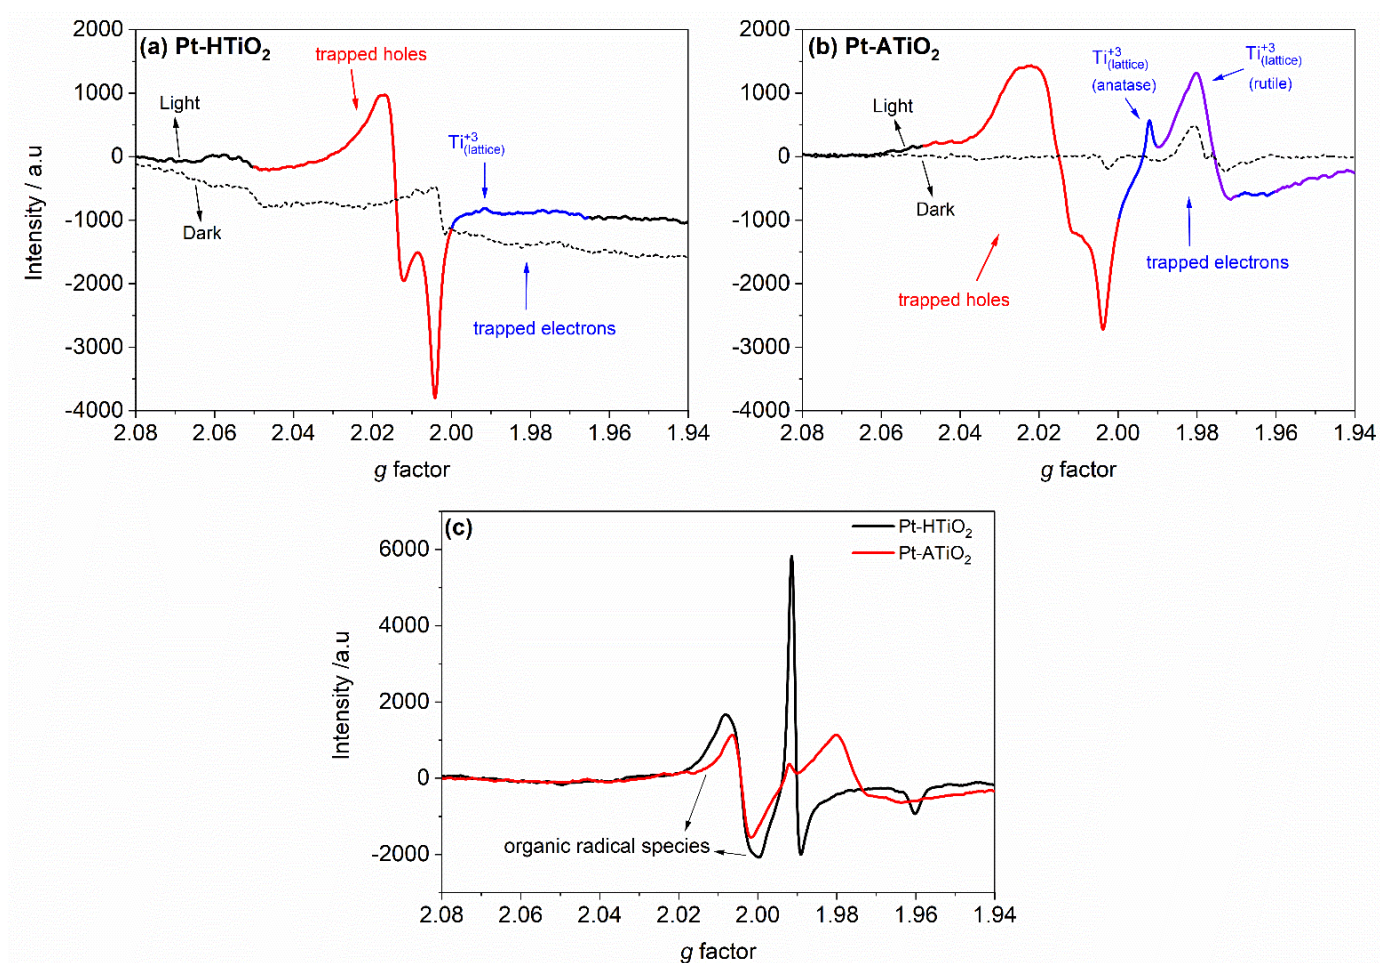 (a) Pt-HTiO₂
trapped holes
Light
Dark
Ti⁺³(lattice)
trapped electrons
2000
1000
0
-1000
-2000
-3000
-4000
Intensity / a.u
2.08 2.06 2.04 2.02 2.00 1.98 1.96 1.94
g factor
(b) Pt-ATiO₂
Ti⁺³(lattice)
(anatase)
Ti⁺³(lattice)
(rutile)
Light
Dark
trapped holes
trapped electrons
2000
1000
0
-1000
-2000
-3000
-4000
2.08 2.06 2.04 2.02 2.00 1.98 1.96 1.94
g factor
(c)
Pt-HTiO₂
Pt-ATiO₂
organic radical species
6000
4000
2000
0
-2000
Intensity /a.u
2.08 2.06 2.04 2.02 2.00 1.98 1.96 1.94
g factor